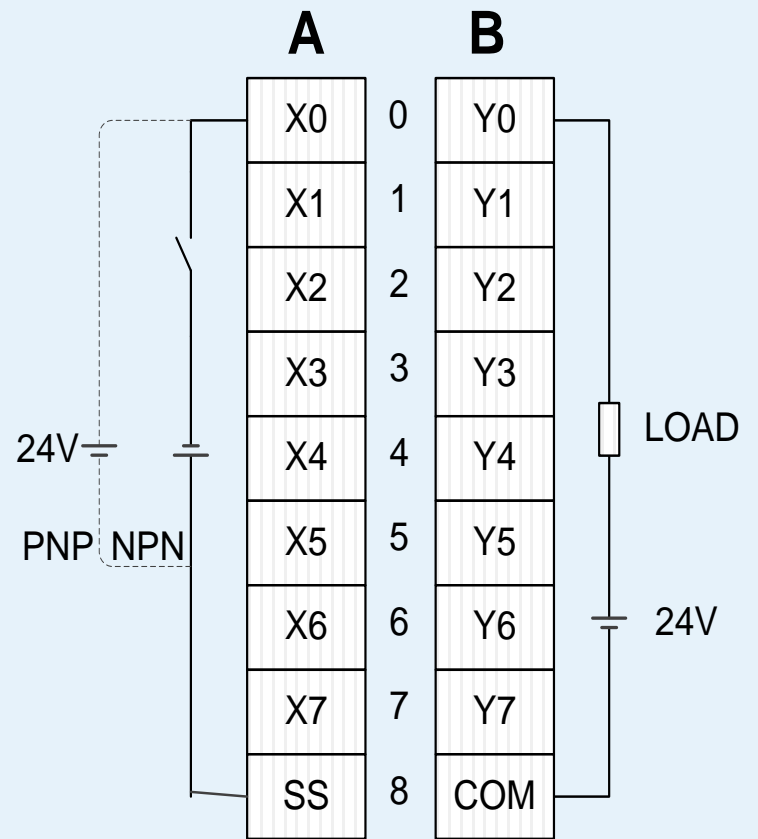 A B
X0 0 Y0
X1 1 Y1
X2 2 Y2
X3 3 Y3
LOAD
24V X4 4 Y4
PNP NPN X5 5 Y5
X6 6 Y6 24V
X7 7 Y7
SS 8 COM